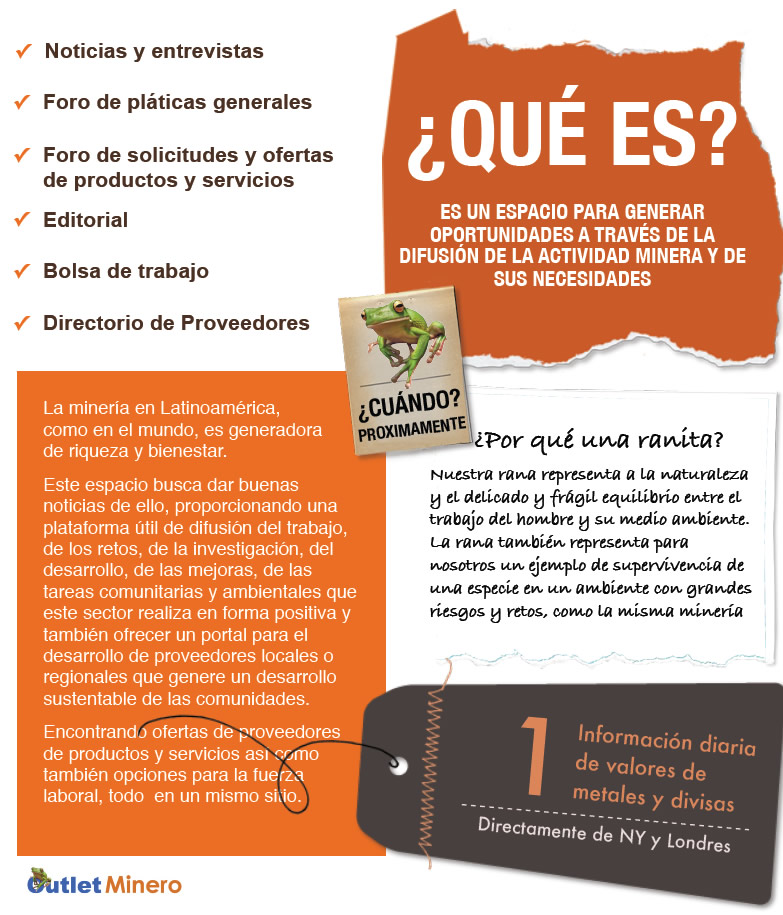 Noticias y entrevistas
Foro de pláticas generales
Foro de solicitudes y ofertas
de productos y servicios
Editorial
Bolsa de trabajo
Directorio de Proveedores
¿QUÉ ES?
ES UN ESPACIO PARA GENERAR
OPORTUNIDADES A TRAVÉS DE LA
DIFUSIÓN DE LA ACTIVIDAD MINERA Y DE
SUS NECESIDADES
¿CUÁNDO?
PROXIMAMENTE
La minería en Latinoamérica,
como en el mundo, es generadora
de riqueza y bienestar.
Este espacio busca dar buenas
noticias de ello, proporcionando una
plataforma útil de difusión del trabajo,
de los retos, de la investigación, del
desarrollo, de las mejoras, de las
tareas comunitarias y ambientales que
este sector realiza en forma positiva y
también ofrecer un portal para el
desarrollo de proveedores locales o
regionales que genere un desarrollo
sustentable de las comunidades.
Encontrando ofertas de proveedores
de productos y servicios asi como
también opciones para la fuerza
laboral, todo en un mismo sitio.
¿Por qué una ranita?
Nuestra rana representa a la naturaleza
y el delicado y frágil equilibrio entre el
trabajo del hombre y su medio ambiente.
La rana también representa para
nosotros un ejemplo de supervivencia de
una especie en un ambiente con grandes
riesgos y retos, como la misma minería
1
Información diaria
de valores de
metales y divisas
Directamente de NY y Londres
Outlet Minero